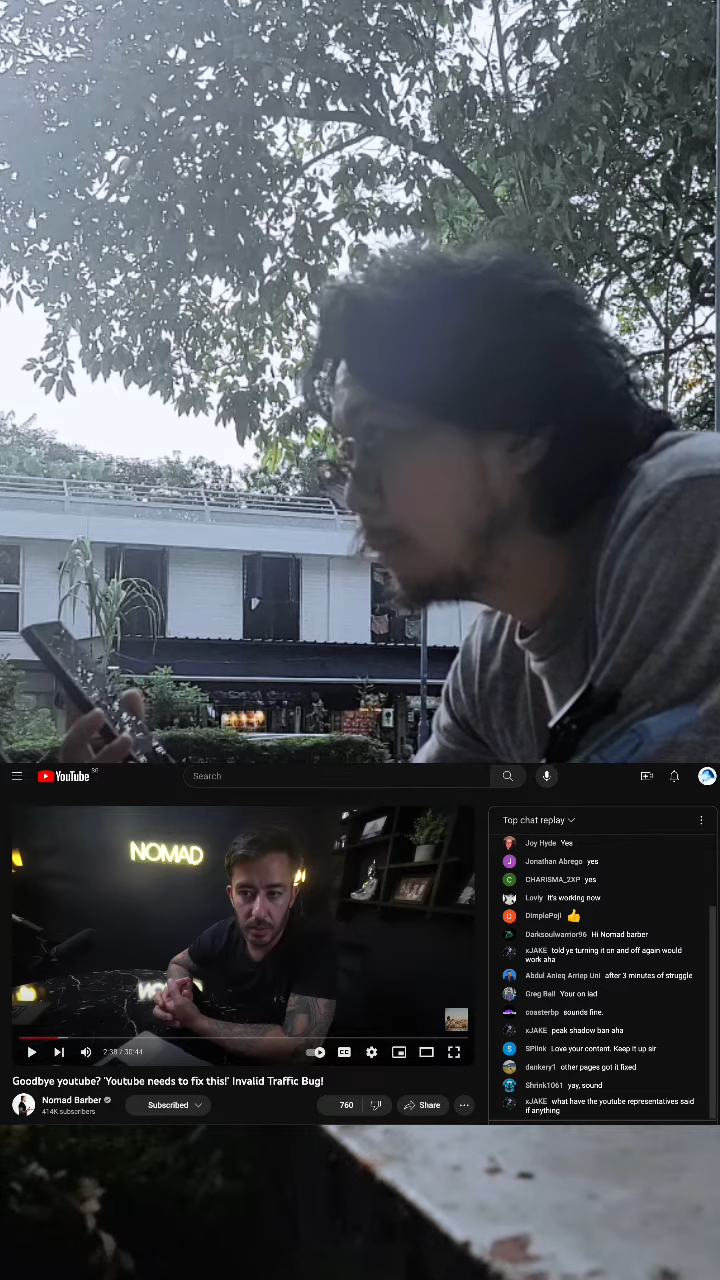 YouTube SG
Search
NOMAD
Top chat replay
Joy Hyde Yes
Jonathan Abrego yes
CHARISMA_2XP yes
Lovly It's working now
DimplePoji 👍
Darksoulwarrior96 Hi Nomad barber
xJAKE told ye turning it on and off again would
work aha
Abdul Anieq Arriep Uni after 3 minutes of struggle
Greg Ball Your on lad
coasterbp sounds fine.
xJAKE peak shadow ban aha
SPlink Love your content. Keep it up sir
dankery1 other pages got it fixed
Shrink1061 yay, sound
xJAKE what have the youtube representatives said
if anything
2:38 / 30:44
CC
Goodbye youtube? 'Youtube needs to fix this!' Invalid Traffic Bug!
Nomad Barber
414K subscribers
Subscribed
760
Share